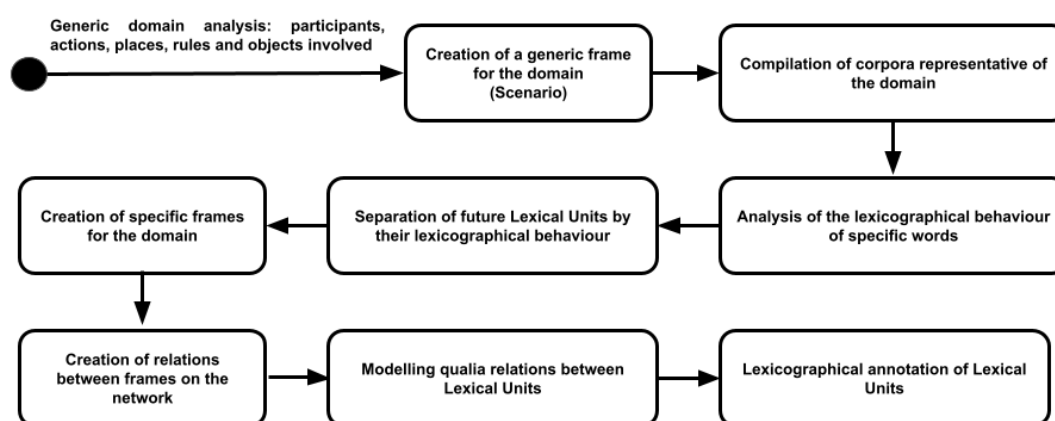 Generic domain analysis: participants,
actions, places, rules and objects involved
Creation of a generic frame
for the domain
(Scenario)
Compilation of corpora representative of
the domain
Analysis of the lexicographical behaviour
of specific words
Separation of future Lexical Units by
their lexicographical behaviour
Creation of specific frames
for the domain
Creation of relations
between frames on the
network
Modelling qualia relations between
Lexical Units
Lexicographical annotation of Lexical
Units